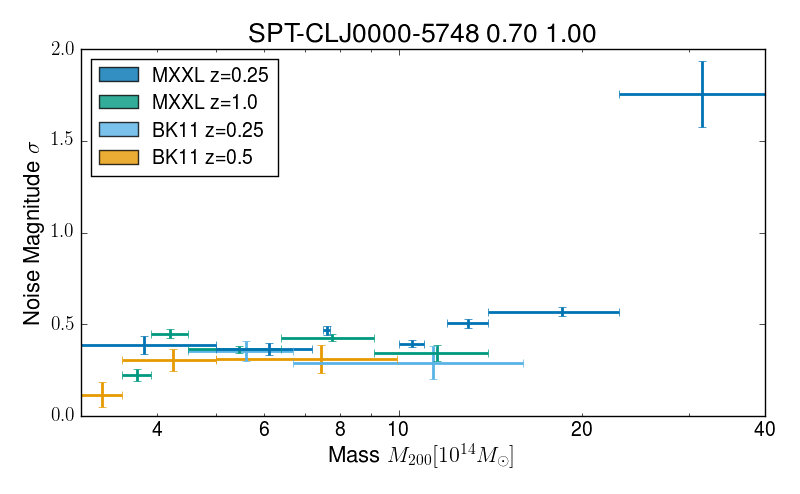 SPT-CLJ0000-5748 0.70 1.00
2.0
1.5
1.0
0.5
0.0
Noise Magnitude σ
MXXL z=0.25
MXXL z=1.0
BK11 z=0.25
BK11 z=0.5
4 6 8 10 20 40
Mass M₂₀₀[10¹⁴M☉]